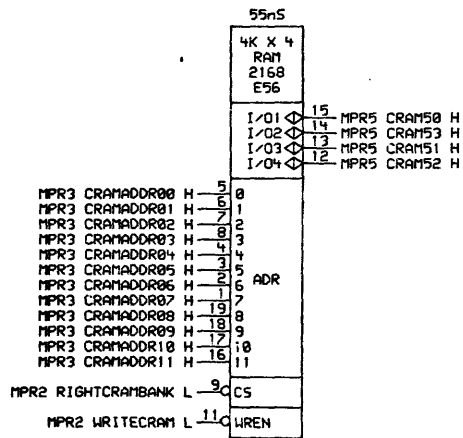 55nS
4K X 4
RAM
2168
E56
I/O1 15 MPR5 CRAM50 H
I/O2 14 MPR5 CRAM53 H
I/O3 13 MPR5 CRAM51 H
I/O4 12 MPR5 CRAM52 H
MPR3 CRAMADDR00 H 5 0
MPR3 CRAMADDR01 H 6 1
MPR3 CRAMADDR02 H 7 2
MPR3 CRAMADDR03 H 8 3
MPR3 CRAMADDR04 H 4 4
MPR3 CRAMADDR05 H 3 5
MPR3 CRAMADDR06 H 2 6 ADR
MPR3 CRAMADDR07 H 1 7
MPR3 CRAMADDR08 H 19 8
MPR3 CRAMADDR09 H 18 9
MPR3 CRAMADDR10 H 17 10
MPR3 CRAMADDR11 H 16 11
MPR2 RIGHTCRAMBANK L 9 CS
MPR2 WRITECRAM L 11 WREN